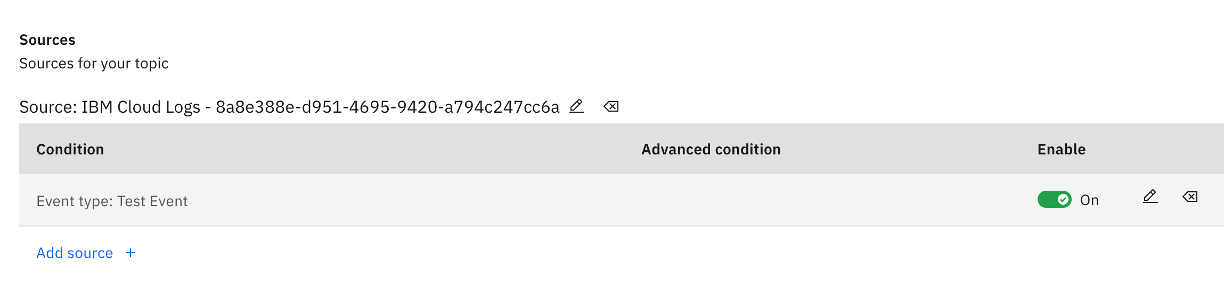 Sources
Sources for your topic
Source: IBM Cloud Logs - 8a8e388e-d951-4695-9420-a794c247cc6a
Condition Advanced condition Enable
Event type: Test Event On
Add source +